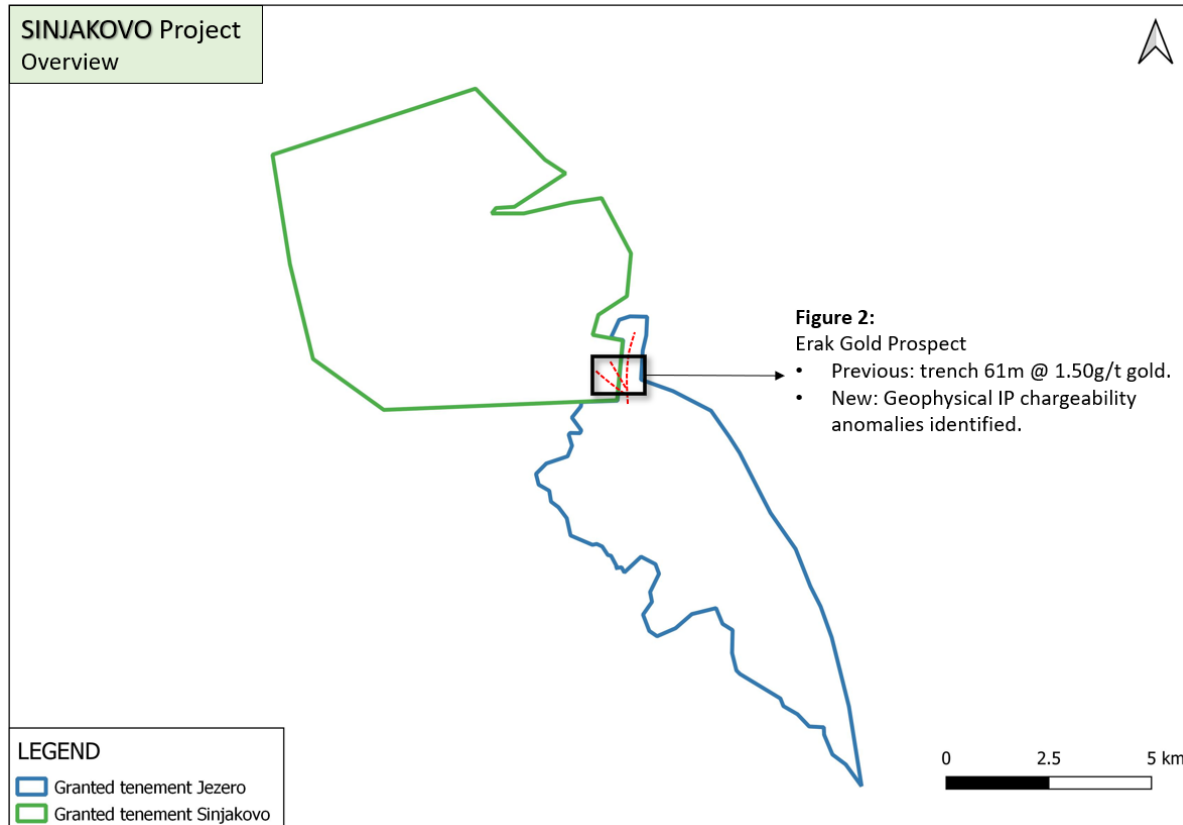 SINJAKOVO Project
Overview
Figure 2:
Erak Gold Prospect
• Previous: trench 61m @ 1.50g/t gold.
• New: Geophysical IP chargeability
anomalies identified.
LEGEND
Granted tenement Jezero
Granted tenement Sinjakovo
0 2.5 5 km